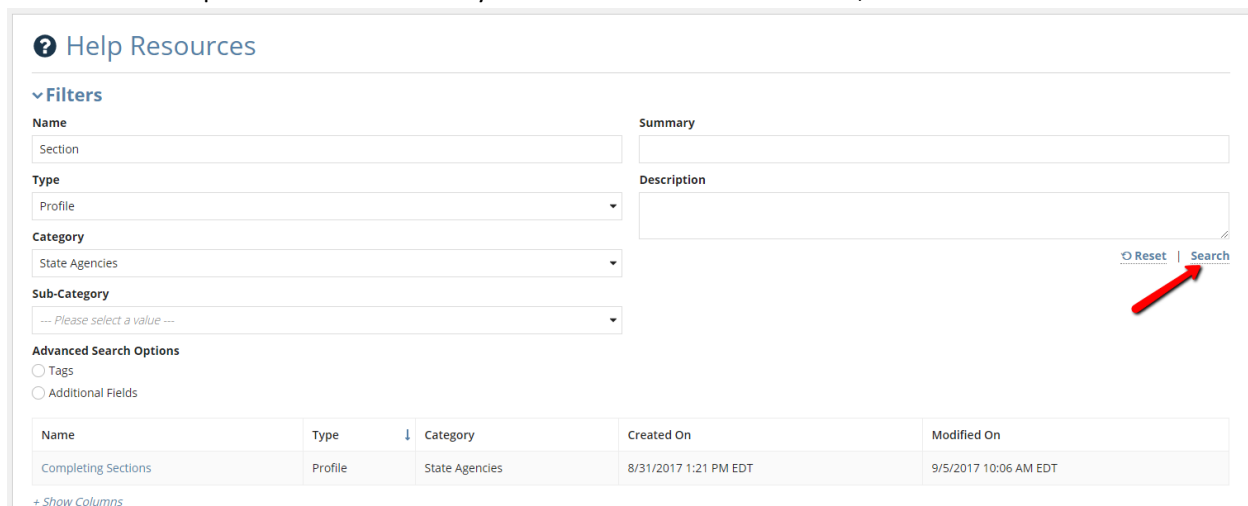 Help Resources
Filters
Name
Section
Summary
Type
Profile
Description
Category
State Agencies
Reset | Search
Sub-Category
--- Please select a value ---
Advanced Search Options
Tags
Additional Fields
Name Type Category Created On Modified On
Completing Sections Profile State Agencies 8/31/2017 1:21 PM EDT 9/5/2017 10:06 AM EDT
+ Show Columns